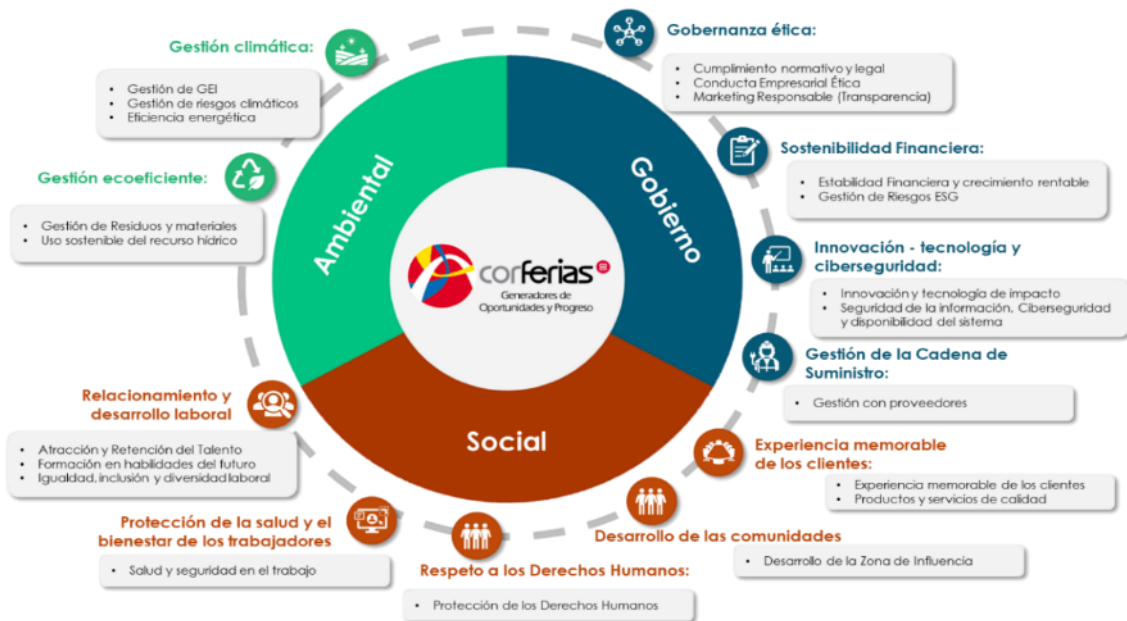 Gestión climática:
• Gestión de GEI
• Gestión de riesgos climáticos
• Eficiencia energética
Gestión ecoeficiente:
• Gestión de Residuos y materiales
• Uso sostenible del recurso hídrico
Ambiental
Gobierno
Social
corferias
Generadores de
Oportunidades y Progreso
Gobernanza ética:
• Cumplimiento normativo y legal
• Conducta Empresarial Ética
• Marketing Responsable (Transparencia)
Sostenibilidad Financiera:
• Estabilidad Financiera y crecimiento rentable
• Gestión de Riesgos ESG
Innovación - tecnología y
ciberseguridad:
• Innovación y tecnología de impacto
• Seguridad de la información, Ciberseguridad
y disponibilidad del sistema
Gestión de la Cadena de
Suministro:
• Gestión con proveedores
Experiencia memorable
de los clientes:
• Experiencia memorable de los clientes
• Productos y servicios de calidad
Desarrollo de las comunidades
• Desarrollo de la Zona de Influencia
Respeto a los Derechos Humanos:
• Protección de los Derechos Humanos
Protección de la salud y el
bienestar de los trabajadores
• Salud y seguridad en el trabajo
Relacionamiento y
desarrollo laboral
• Atracción y Retención del Talento
• Formación en habilidades del futuro
• Igualdad, inclusión y diversidad laboral